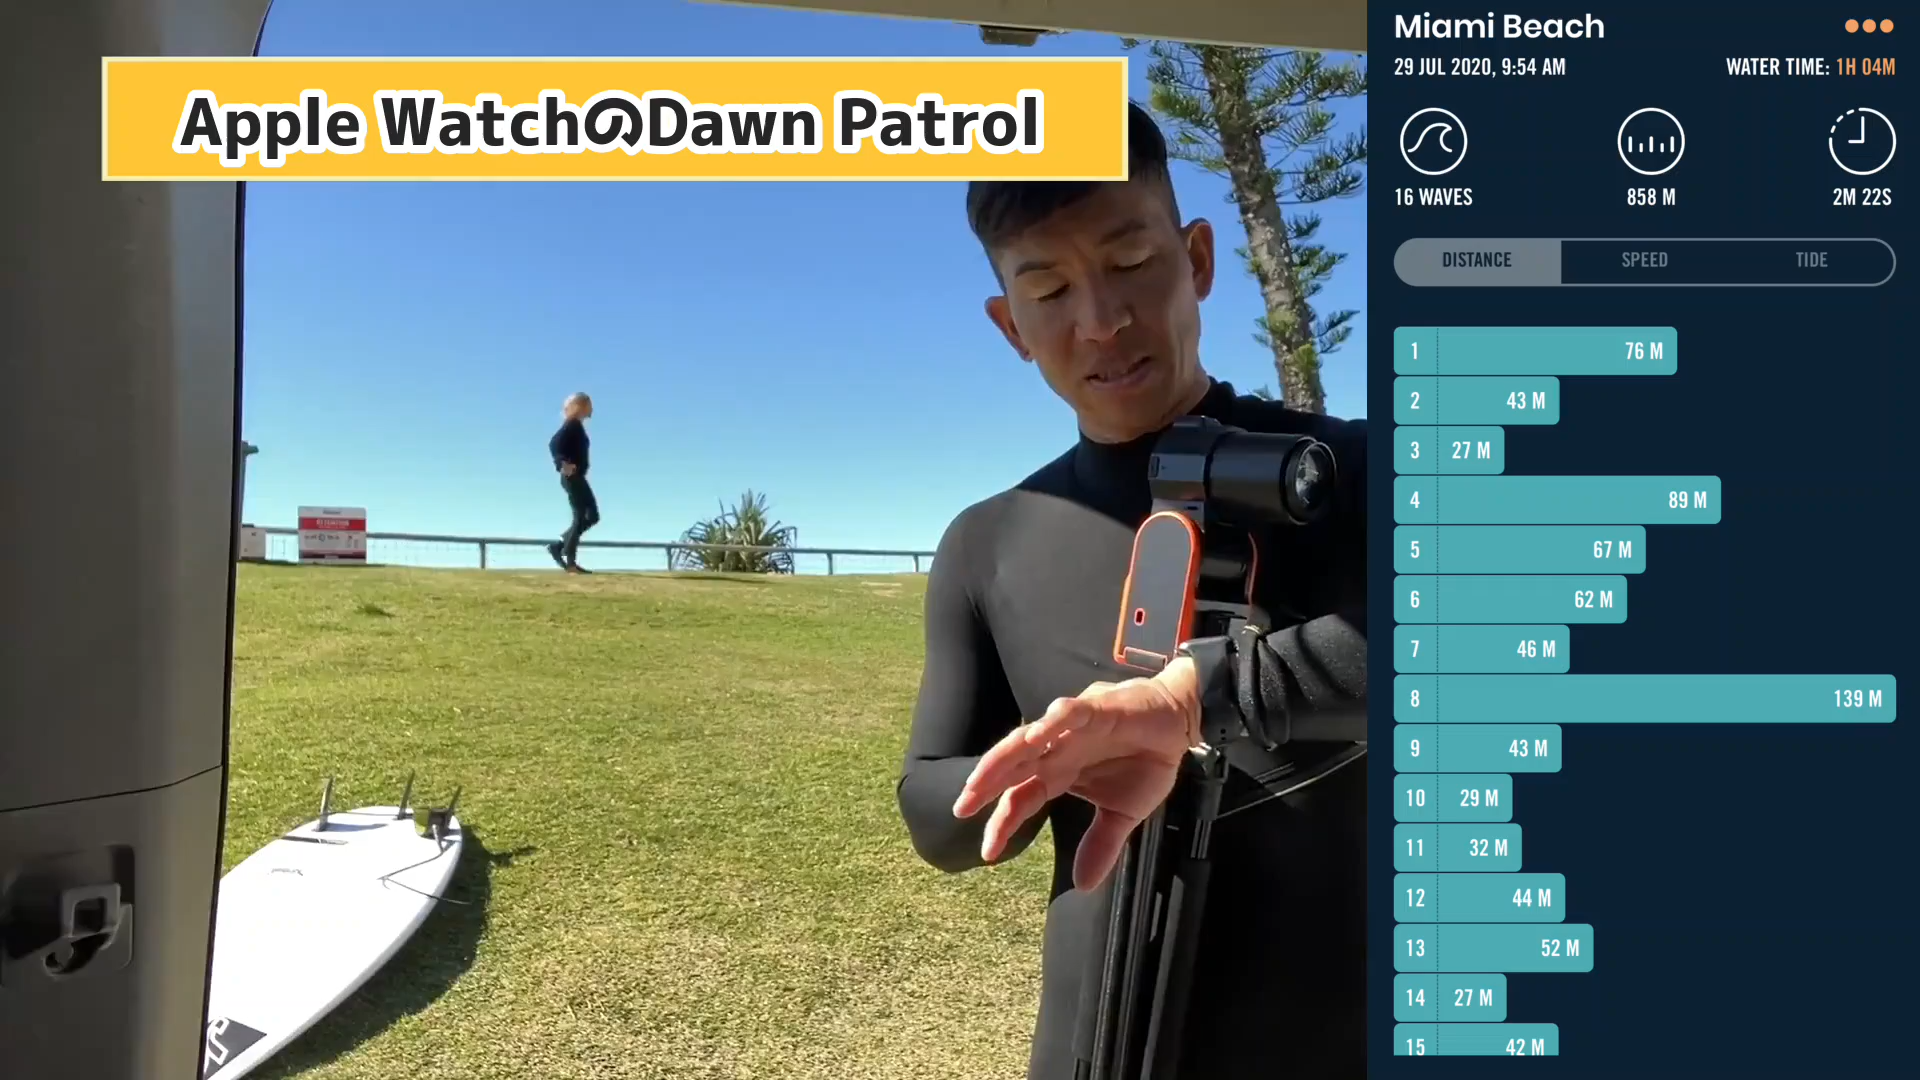 Apple WatchのDawn Patrol
Miami Beach
29 JUL 2020, 9:54 AM
WATER TIME: 1H 04M
16 WAVES
858 M
2M 22S
DISTANCE
SPEED
TIDE
1 76 M
2 43 M
3 27 M
4 89 M
5 67 M
6 62 M
7 46 M
8 139 M
9 43 M
10 29 M
11 32 M
12 44 M
13 52 M
14 27 M
15 42 M